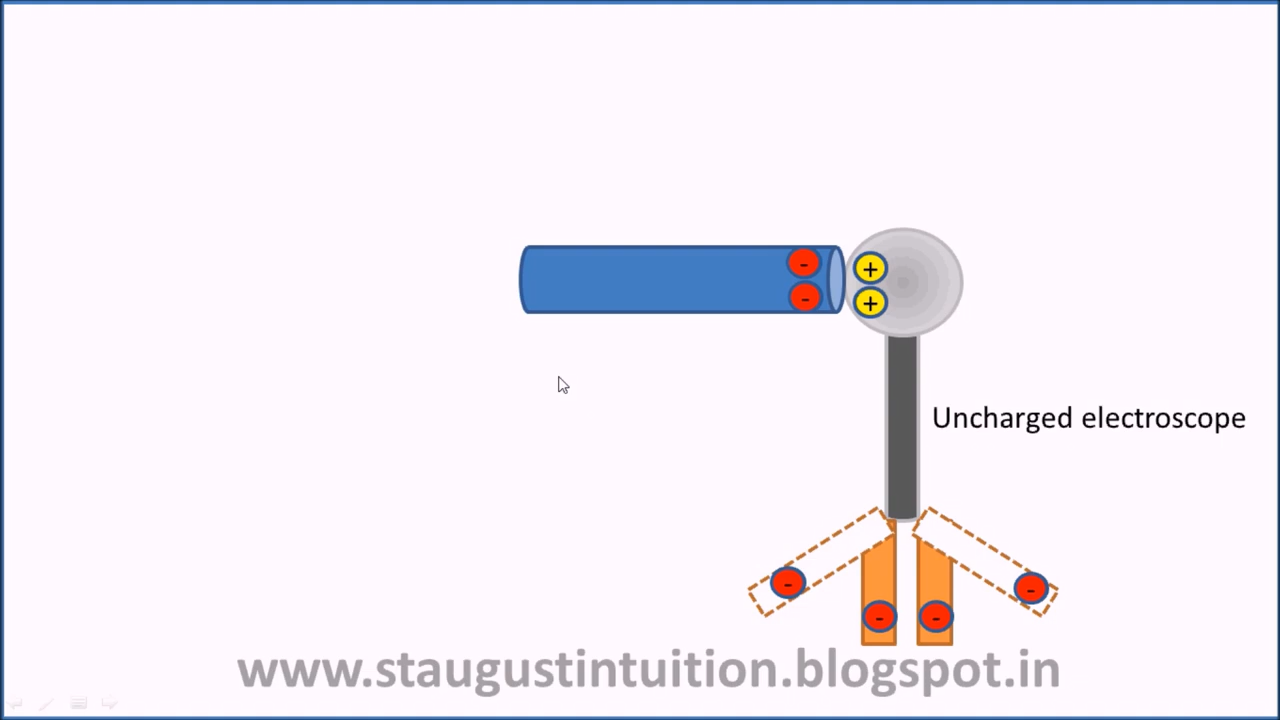 - +
- +
Uncharged electroscope
- -
- -
www.staugustintuition.blogspot.in